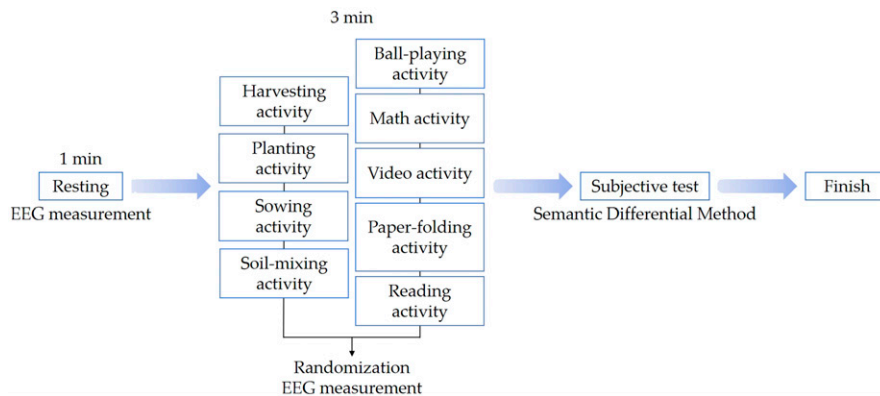 3 min
1 min
Resting
EEG measurement
Harvesting
activity
Planting
activity
Sowing
activity
Soil-mixing
activity
Ball-playing
activity
Math activity
Video activity
Paper-folding
activity
Reading
activity
Randomization
EEG measurement
Subjective test
Semantic Differential Method
Finish